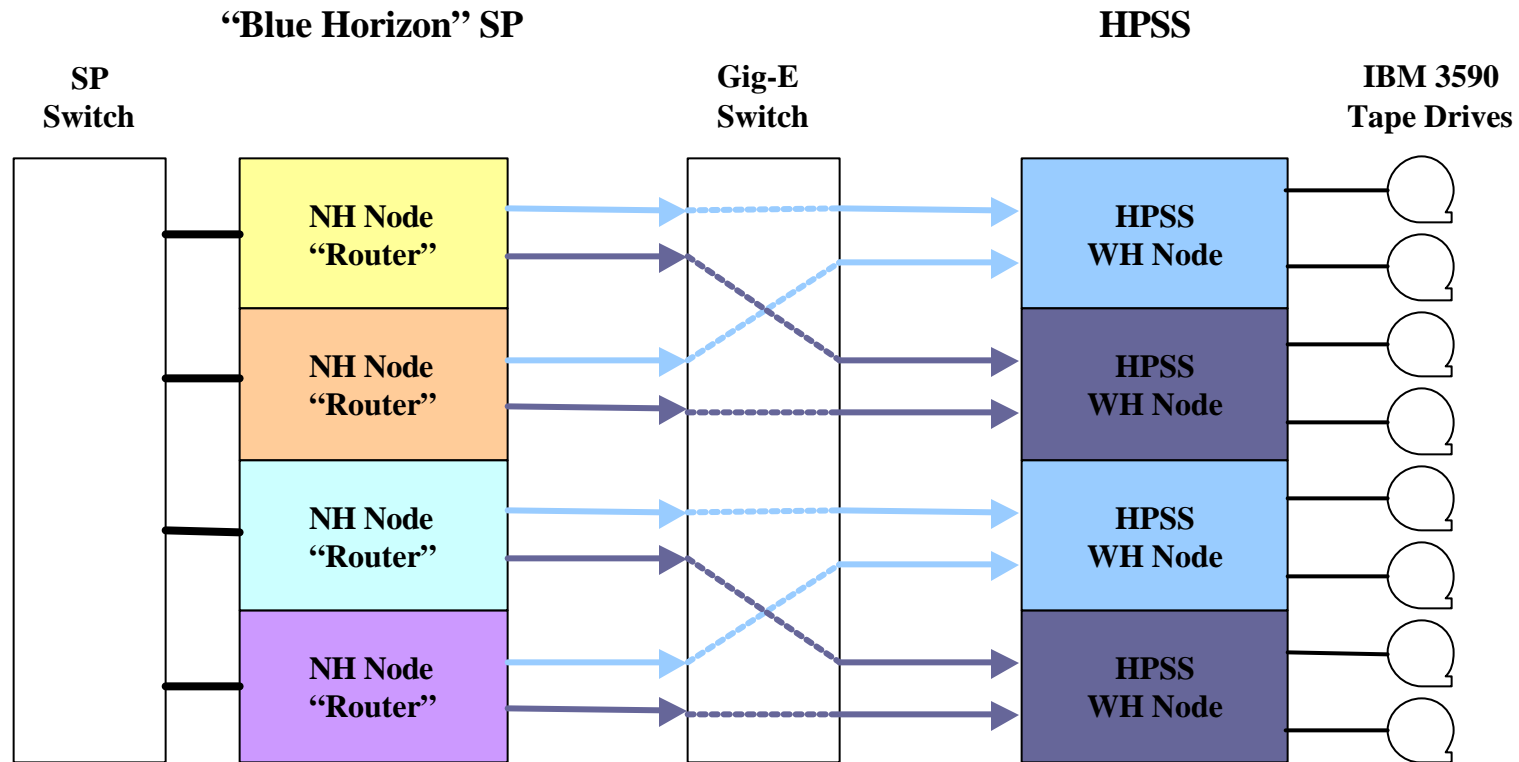 “Blue Horizon” SP
HPSS
SP
Switch
Gig-E
Switch
IBM 3590
Tape Drives
NH Node
“Router”
HPSS
WH Node
NH Node
“Router”
HPSS
WH Node
NH Node
“Router”
HPSS
WH Node
NH Node
“Router”
HPSS
WH Node